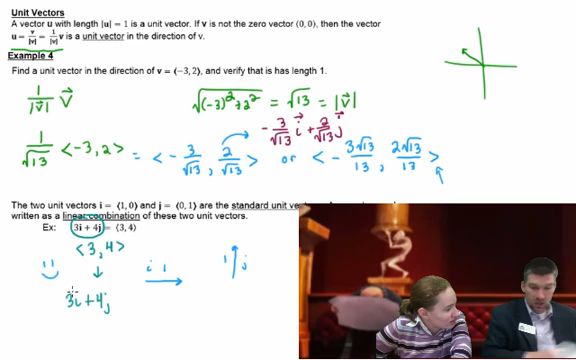 Unit Vectors
A vector u with length |u| = 1 is a unit vector. If v is not the zero vector ⟨0, 0⟩, then the vector
u = v/|v| = 1/|v| v is a unit vector in the direction of v.
Example 4
Find a unit vector in the direction of v = ⟨−3, 2⟩, and verify that is has length 1.
1/|v| v
√((-3)²+2²) = √13 = |v|
-3/√13 i + 2/√13 j
1/√13 <-3, 2> = <-3/√13, 2/√13> or <-3√13/13, 2√13/13>
The two unit vectors i = ⟨1, 0⟩ and j = ⟨0, 1⟩ are the standard unit
written as a linear combination of these two unit vectors.
Ex: 3i + 4j = ⟨3, 4⟩
<3, 4>
i 1
1 j
3i + 4j